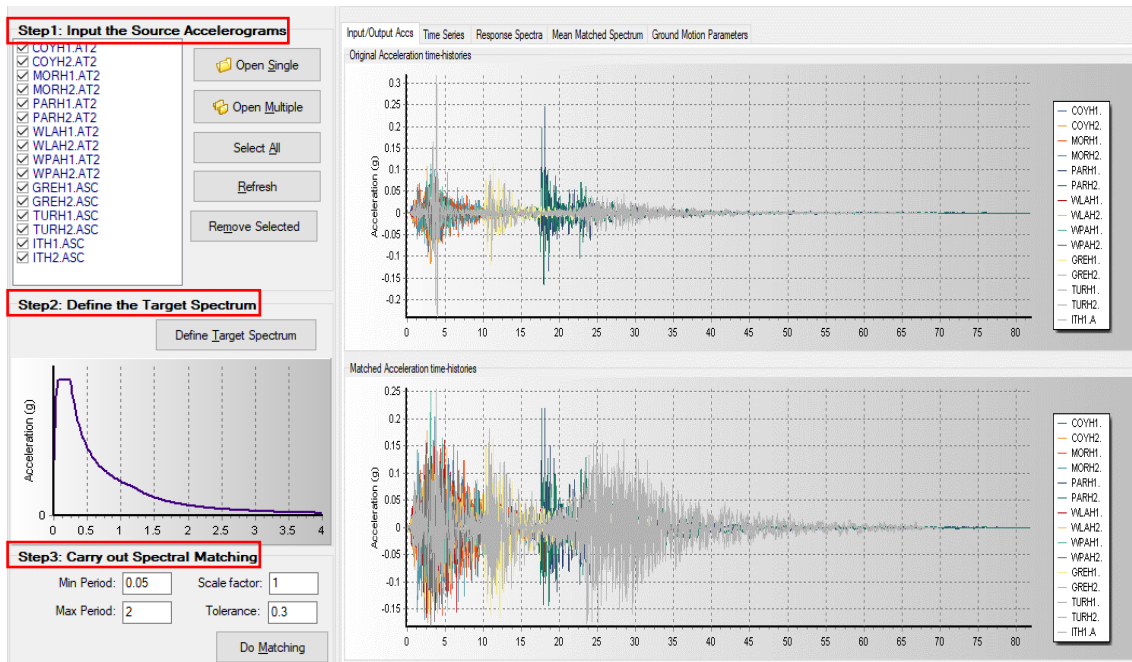 Step1: Input the Source Accelerograms
COYH1.AT2
COYH2.AT2
MORH1.AT2
MORH2.AT2
PARH1.AT2
PARH2.AT2
WLAH1.AT2
WLAH2.AT2
WPAH1.AT2
WPAH2.AT2
GREH1.ASC
GREH2.ASC
TURH1.ASC
TURH2.ASC
ITH1.ASC
ITH2.ASC
Open Single
Open Multiple
Select All
Refresh
Remove Selected
Step2: Define the Target Spectrum
Define Target Spectrum
Acceleration (g)
0
0 0.5 1 1.5 2 2.5 3 3.5 4
Step3: Carry out Spectral Matching
Min Period: 0.05 Scale factor: 1
Max Period: 2 Tolerance: 0.3
Do Matching
Input/Output Accs Time Series Response Spectra Mean Matched Spectrum Ground Motion Parameters
Original Acceleration time-histories
Acceleration (g)
0.3
0.25
0.2
0.15
0.1
0.05
0
-0.05
-0.1
-0.15
-0.2
0 5 10 15 20 25 30 35 40 45 50 55 60 65 70 75 80
COYH1.
COYH2.
MORH1.
MORH2.
PARH1.
PARH2.
WLAH1.
WLAH2.
WPAH1.
WPAH2.
GREH1.
GREH2.
TURH1.
TURH2.
ITH1.A
Matched Acceleration time-histories
Acceleration (g)
0.25
0.2
0.15
0.1
0.05
0
-0.05
-0.1
-0.15
0 5 10 15 20 25 30 35 40 45 50 55 60 65 70 75 80
COYH1.
COYH2.
MORH1.
MORH2.
PARH1.
PARH2.
WLAH1.
WLAH2.
WPAH1.
WPAH2.
GREH1.
GREH2.
TURH1.
TURH2.
ITH1.A